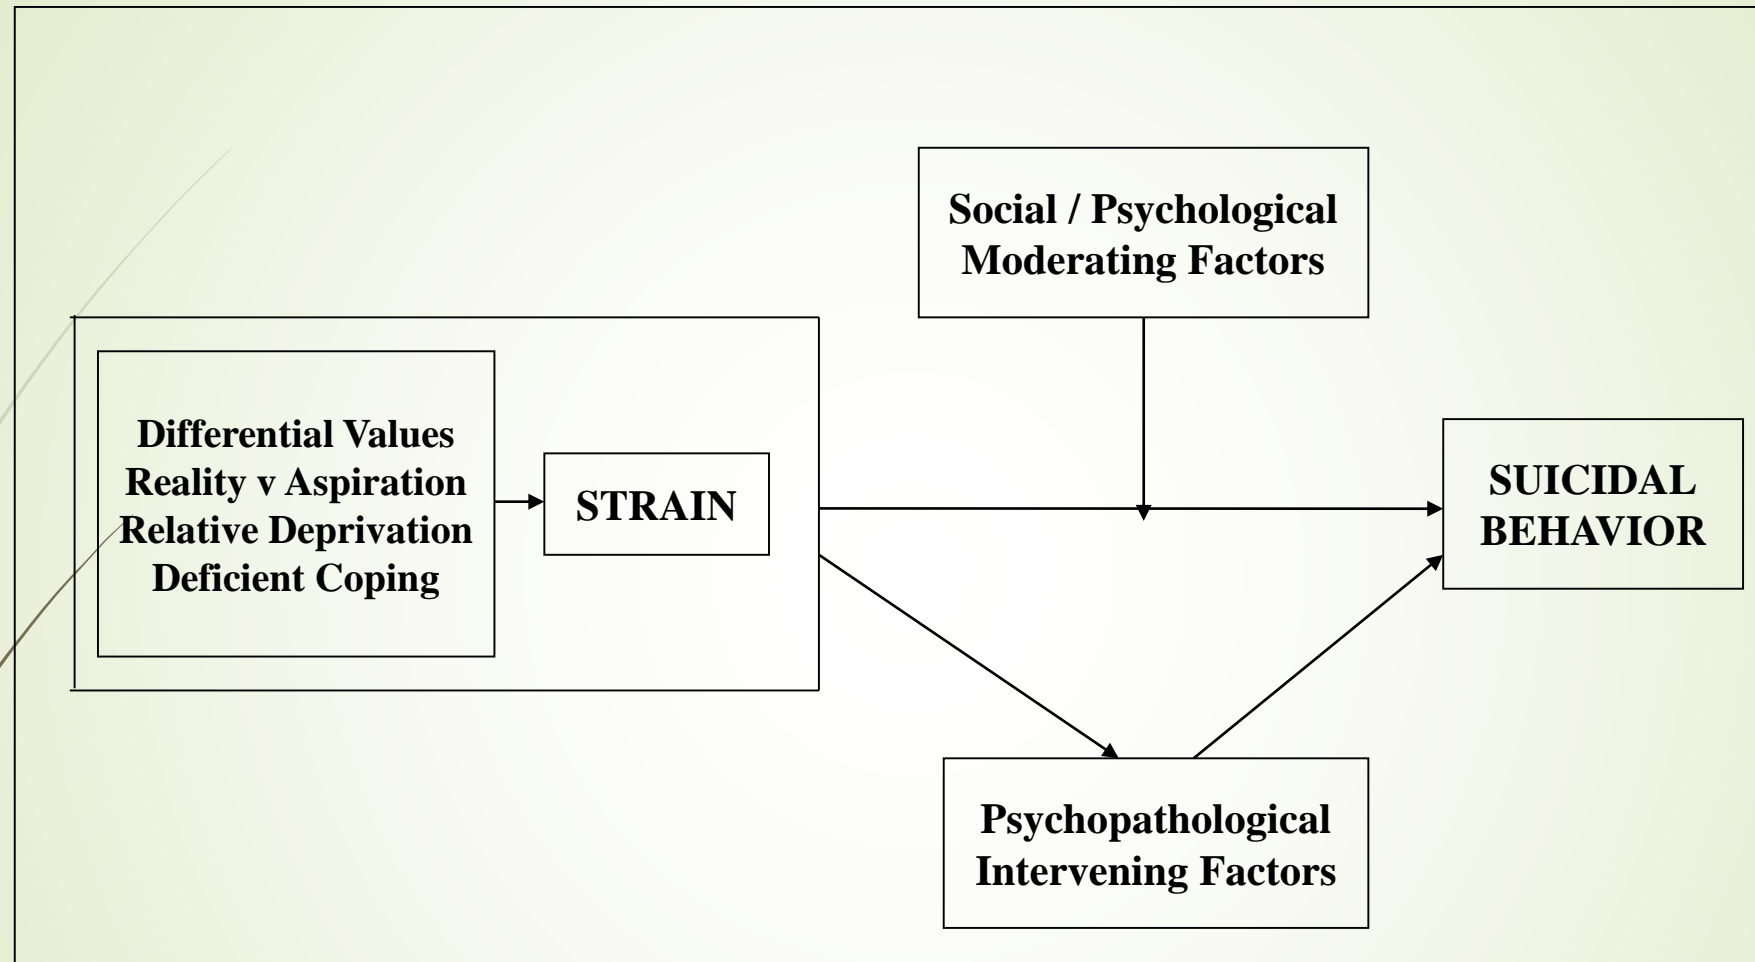 Social / Psychological
Moderating Factors
Differential Values
Reality v Aspiration
Relative Deprivation
Deficient Coping
STRAIN
SUICIDAL
BEHAVIOR
Psychopathological
Intervening Factors